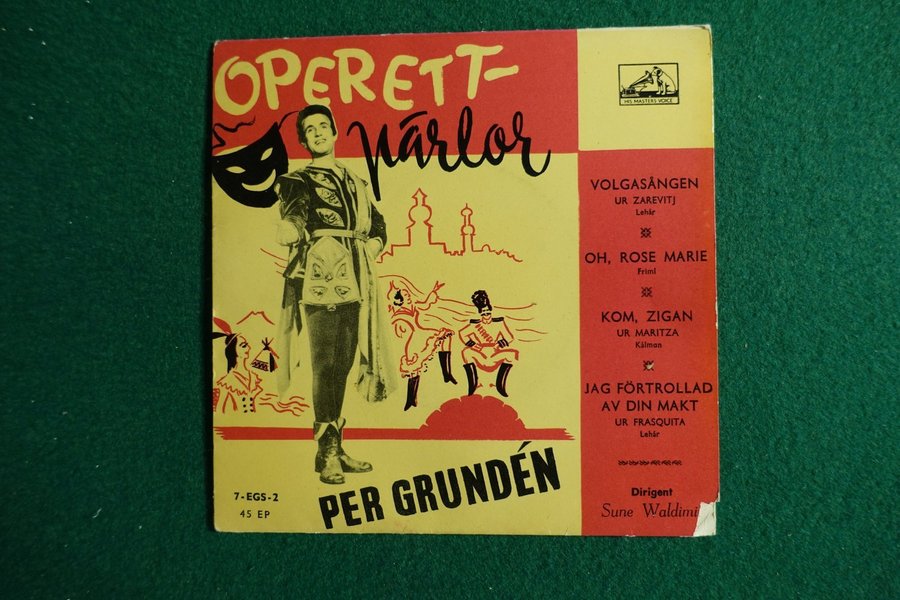 OPERETT-
pärlor
HIS MASTERS VOICE
VOLGASÅNGEN
UR ZAREVITJ
Lehár
OH, ROSE MARIE
Friml
KOM, ZIGAN
UR MARITZA
Kálman
JAG FÖRTROLLAD
AV DIN MAKT
UR FRASQUITA
Lehár
Dirigent
Sune
PER GRUNDÉN
7-EGS-2
45 EP